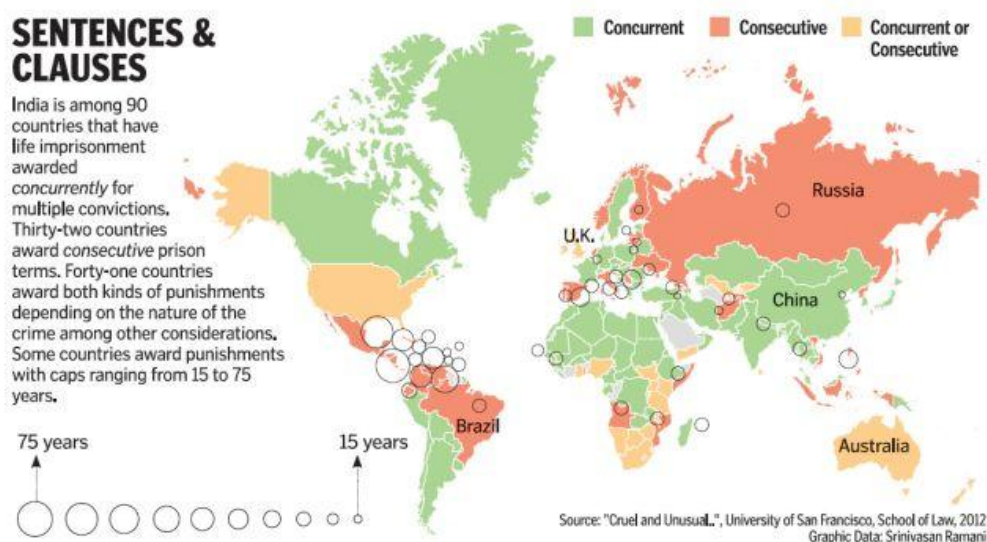 SENTENCES &
CLAUSES
India is among 90
countries that have
life imprisonment
awarded
concurrently for
multiple convictions.
Thirty-two countries
award consecutive prison
terms. Forty-one countries
award both kinds of punishments
depending on the nature of the
crime among other considerations.
Some countries award punishments
with caps ranging from 15 to 75
years.
75 years
15 years
Concurrent
Consecutive
Concurrent or
Consecutive
Russia
U.K.
China
Brazil
Australia
Source: "Cruel and Unusual..", University of San Francisco, School of Law, 2012
Graphic Data: Srinivasan Ramani